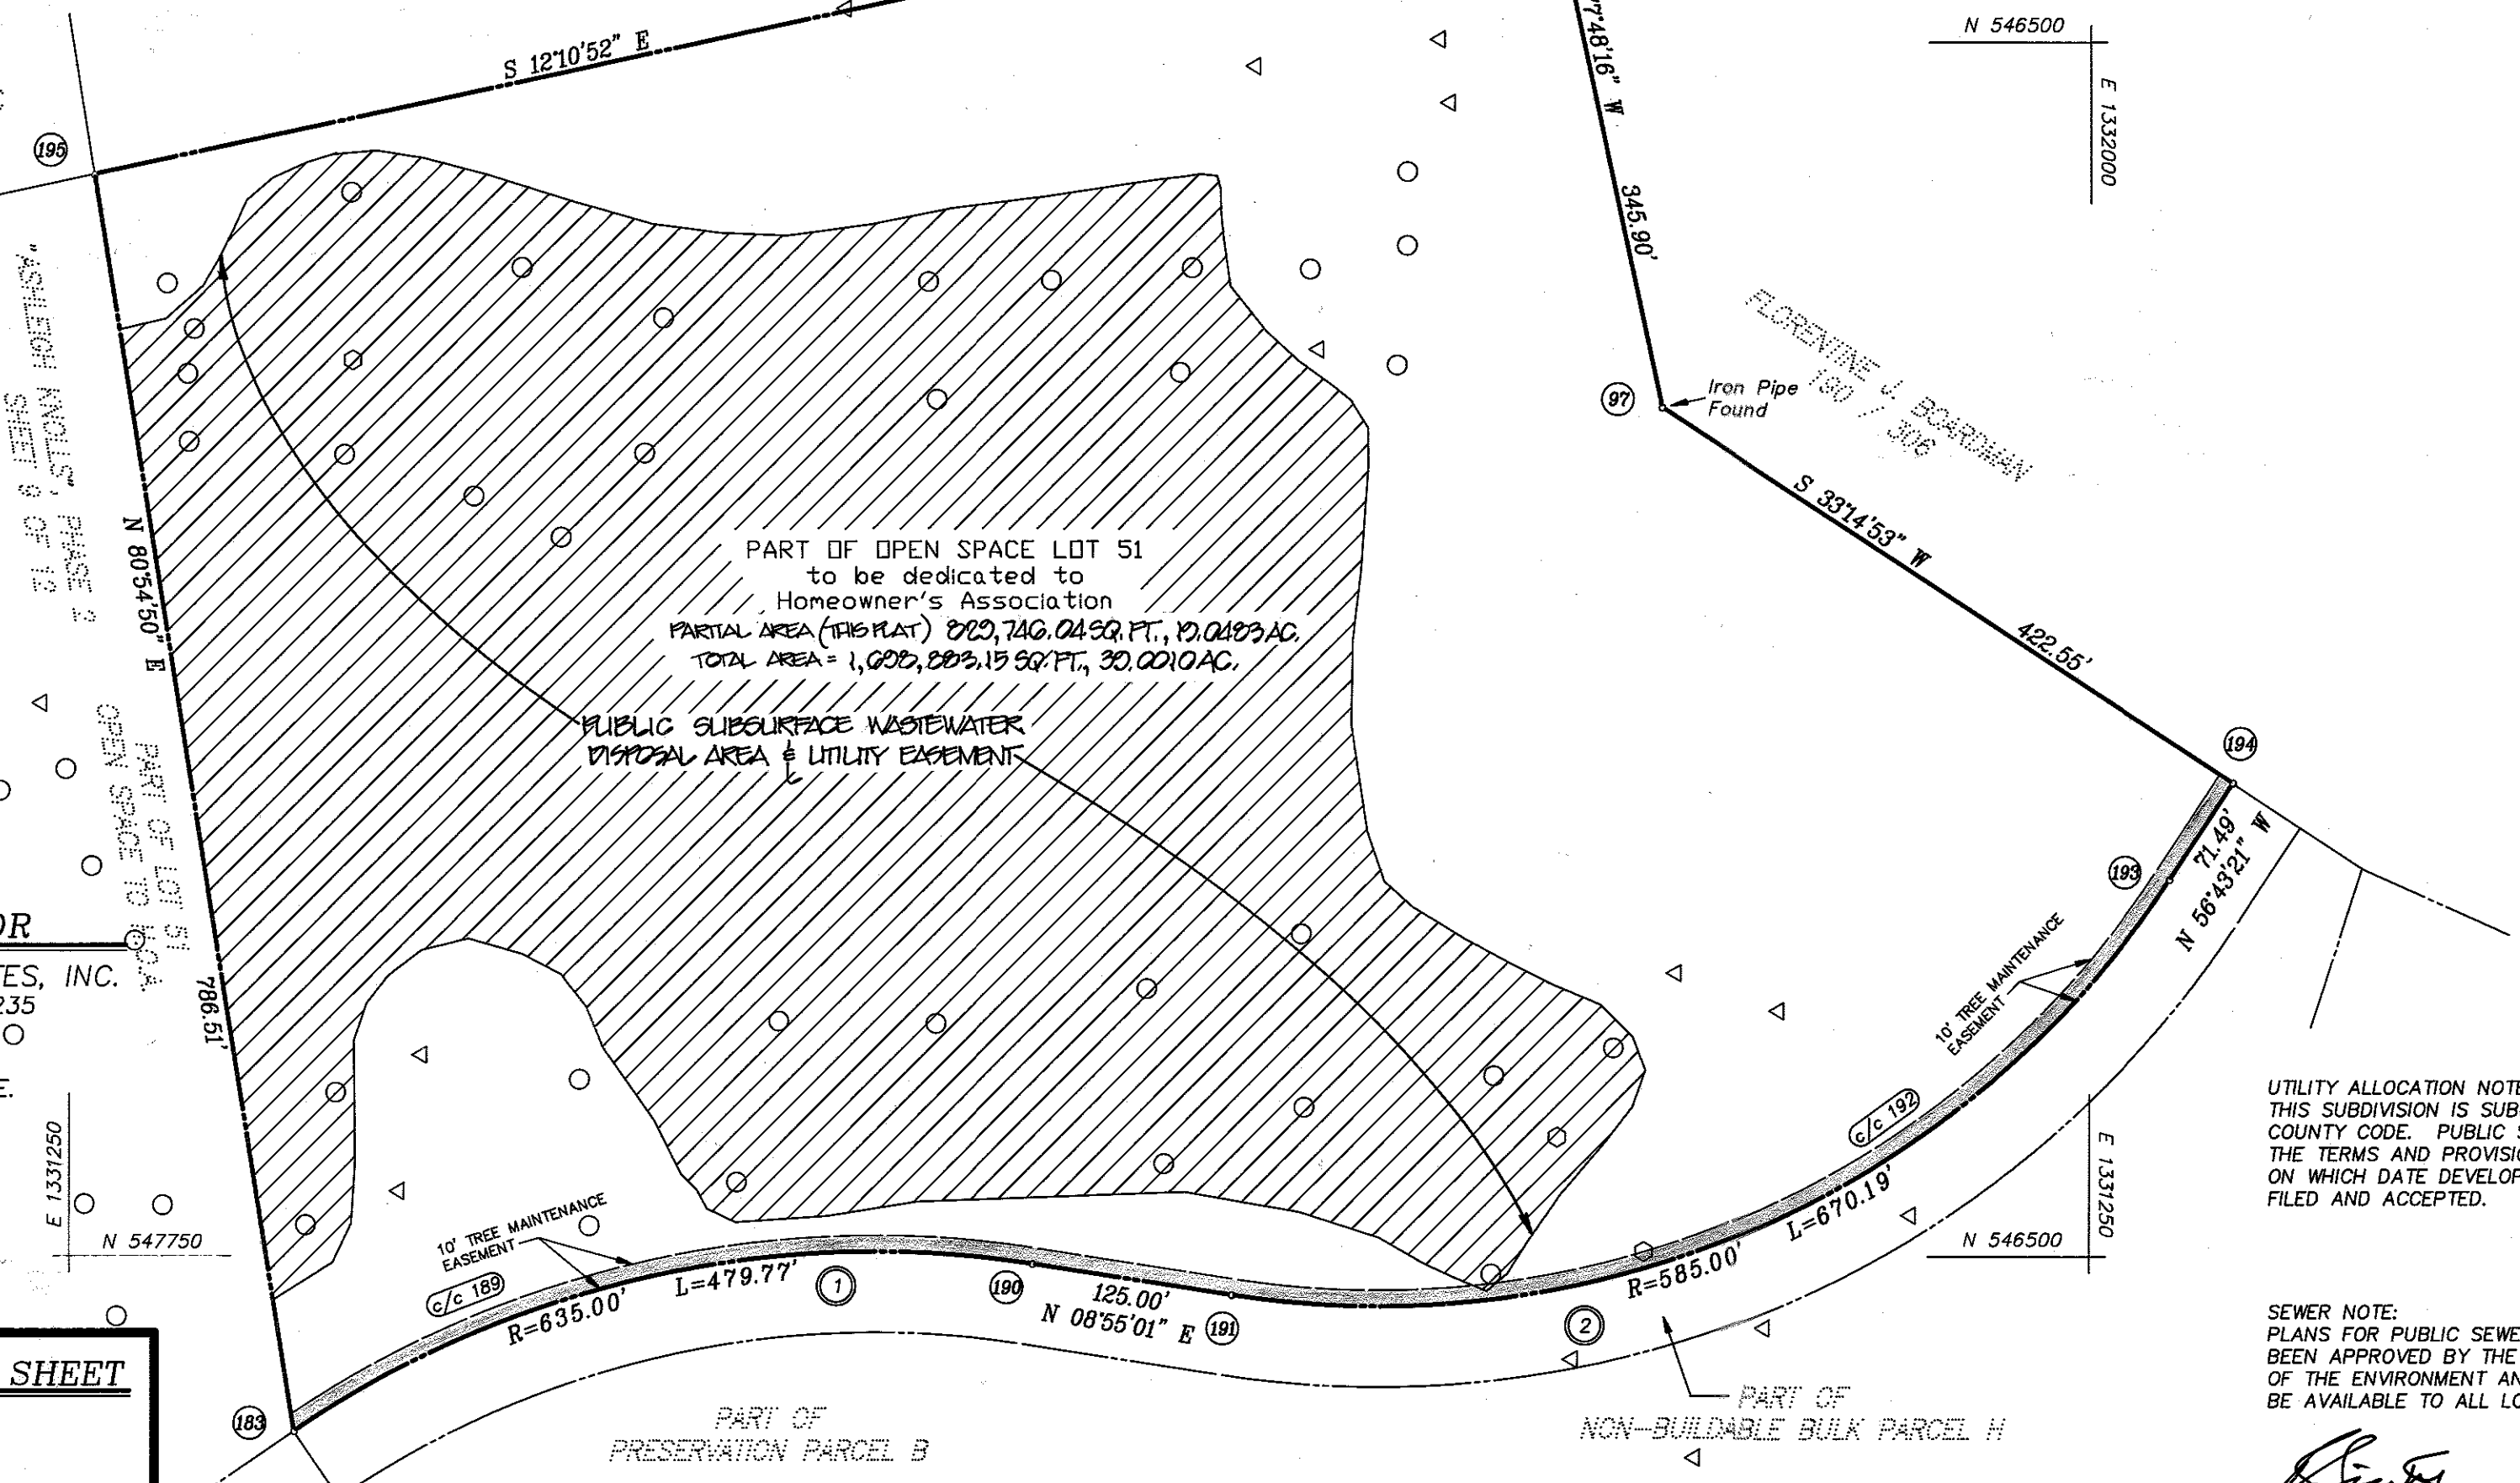 S 12°10'52" E
7°48'16" W
345.90'
N 546500
E 1332000
195
"ASHLEIGH KNOLLS", PHASE 2
SHEET 9 OF 12
97
Iron Pipe
Found
FLORENTINE J. BOARDMAN
180 / 306
S 33°14'53" W
422.55'
194
N 80°54'50" E
786.51'
PART OF OPEN SPACE LOT 51
to be dedicated to
Homeowner's Association
PARTIAL AREA (THIS PLAT) 829,746.04 SQ. FT., 19.0483 AC.
TOTAL AREA = 1,698,883.15 SQ. FT., 39.0010 AC.
PUBLIC SUBSURFACE WASTEWATER
DISPOSAL AREA & UTILITY EASEMENT
PART OF LOT 51
OPEN SPACE TO H.O.A.
71.49'
N 56°43'21" W
193
10' TREE MAINTENANCE
EASEMENT
c/c 192
L=670.19'
R=585.00'
OR
TES, INC.
235
E.
E 1331250
N 547750
10' TREE MAINTENANCE
EASEMENT
c/c 189
R=635.00'
L=479.77'
1
190
125.00'
N 08°55'01" E
191
2
E 1331250
N 546500
UTILITY ALLOCATION NOTE
THIS SUBDIVISION IS SUB
COUNTY CODE. PUBLIC S
THE TERMS AND PROVISIO
ON WHICH DATE DEVELOP
FILED AND ACCEPTED.
SEWER NOTE:
PLANS FOR PUBLIC SEWE
BEEN APPROVED BY THE
OF THE ENVIRONMENT AN
BE AVAILABLE TO ALL LO
SHEET
183
PART OF
PRESERVATION PARCEL B
PART OF
NON-BUILDABLE BULK PARCEL H